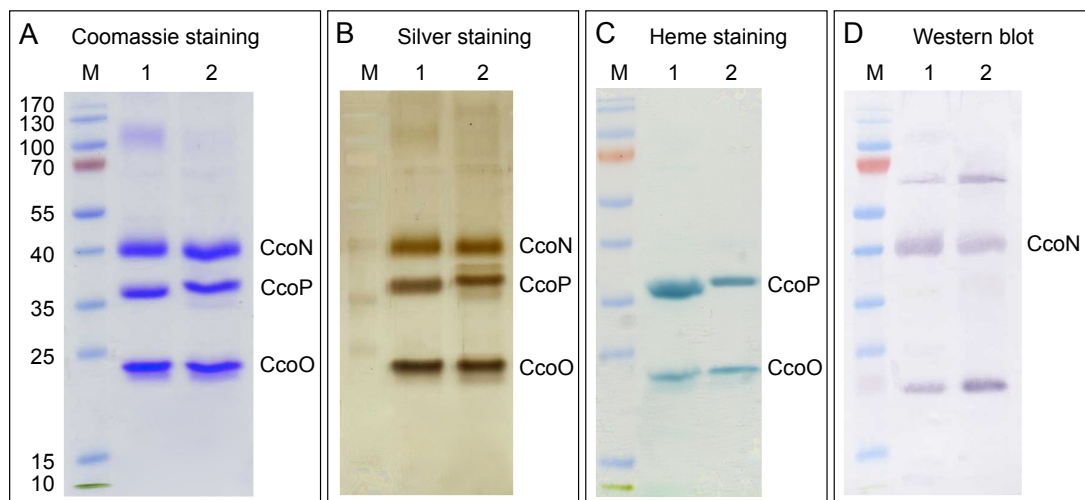 A Coomassie staining
M 1 2
170
130
100
70
55
40
35
25
15
10
CcoN
CcoP
CcoO
B Silver staining
M 1 2
CcoN
CcoP
CcoO
C Heme staining
M 1 2
CcoP
CcoO
D Western blot
M 1 2
CcoN